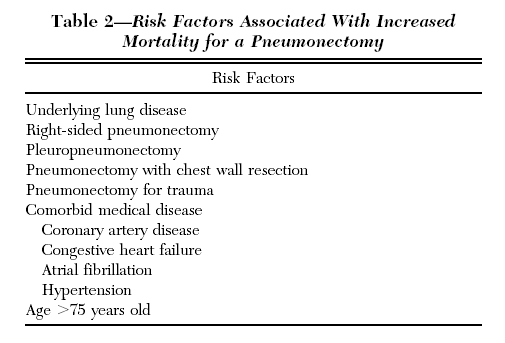 Table 2—Risk Factors Associated With Increased
Mortality for a Pneumonectomy
Risk Factors
Underlying lung disease
Right-sided pneumonectomy
Pleuropneumonectomy
Pneumonectomy with chest wall resection
Pneumonectomy for trauma
Comorbid medical disease
Coronary artery disease
Congestive heart failure
Atrial fibrillation
Hypertension
Age >75 years old